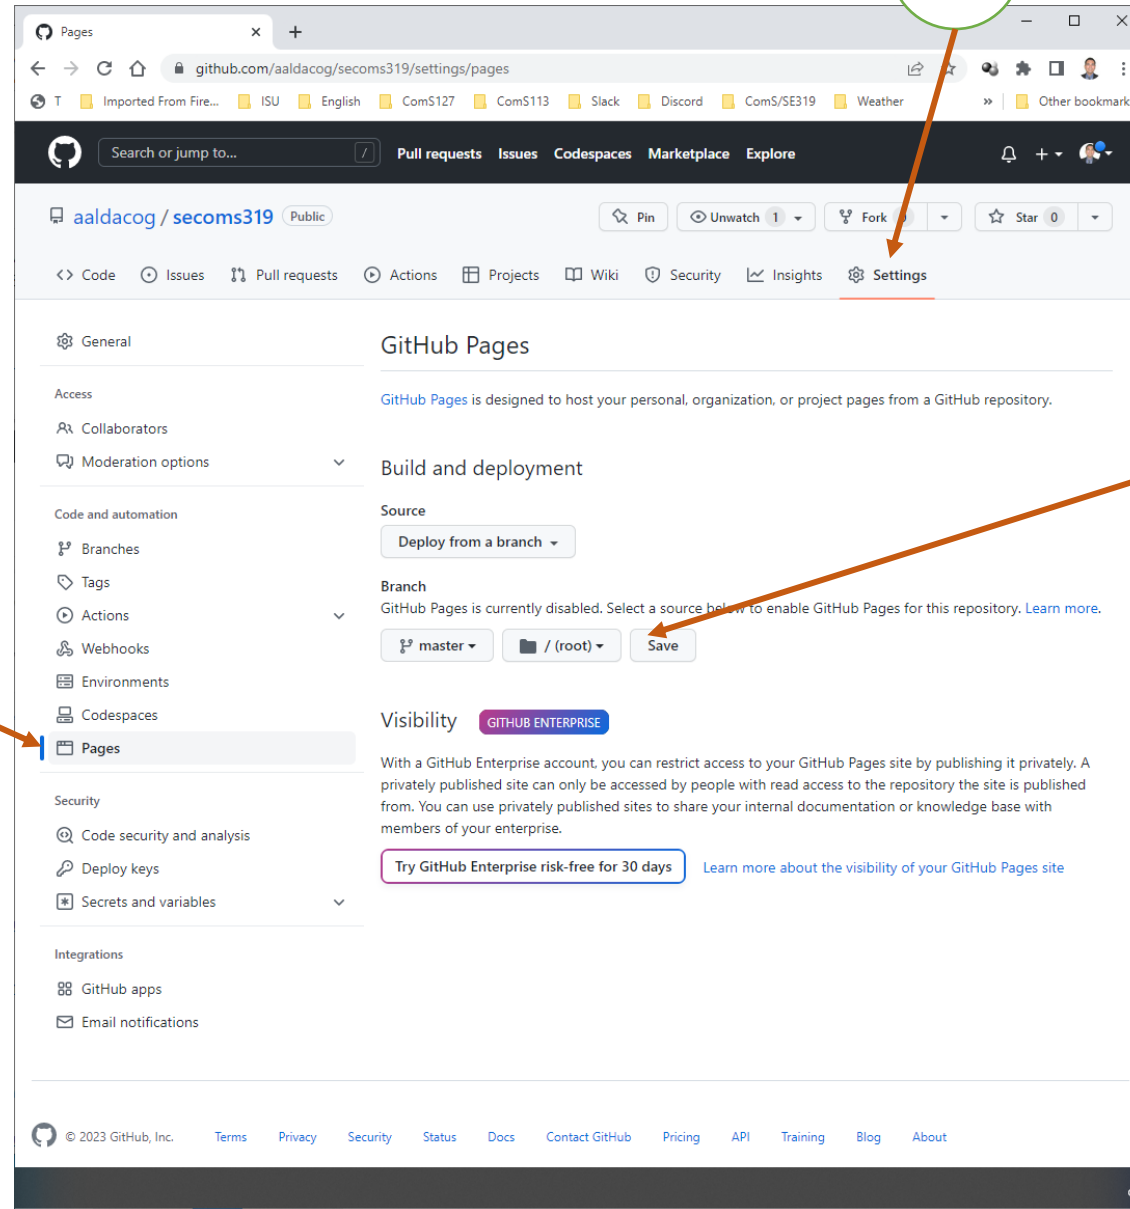 Pages
github.com/aaldacog/secoms319/settings/pages
T Imported From Fire... ISU English ComS127 ComS113 Slack Discord ComS/SE319 Weather » Other bookmark
Search or jump to... / Pull requests Issues Codespaces Marketplace Explore
aaldacog / secoms319 Public Pin Unwatch 1 Fork Star 0
Code Issues Pull requests Actions Projects Wiki Security Insights Settings
General
Access
Collaborators
Moderation options
Code and automation
Branches
Tags
Actions
Webhooks
Environments
Codespaces
Pages
Security
Code security and analysis
Deploy keys
Secrets and variables
Integrations
GitHub apps
Email notifications
GitHub Pages
GitHub Pages is designed to host your personal, organization, or project pages from a GitHub repository.
Build and deployment
Source
Deploy from a branch
Branch
GitHub Pages is currently disabled. Select a source below to enable GitHub Pages for this repository. Learn more.
master / (root) Save
Visibility GITHUB ENTERPRISE
With a GitHub Enterprise account, you can restrict access to your GitHub Pages site by publishing it privately. A
privately published site can only be accessed by people with read access to the repository the site is published
from. You can use privately published sites to share your internal documentation or knowledge base with
members of your enterprise.
Try GitHub Enterprise risk-free for 30 days Learn more about the visibility of your GitHub Pages site
© 2023 GitHub, Inc. Terms Privacy Security Status Docs Contact GitHub Pricing API Training Blog About